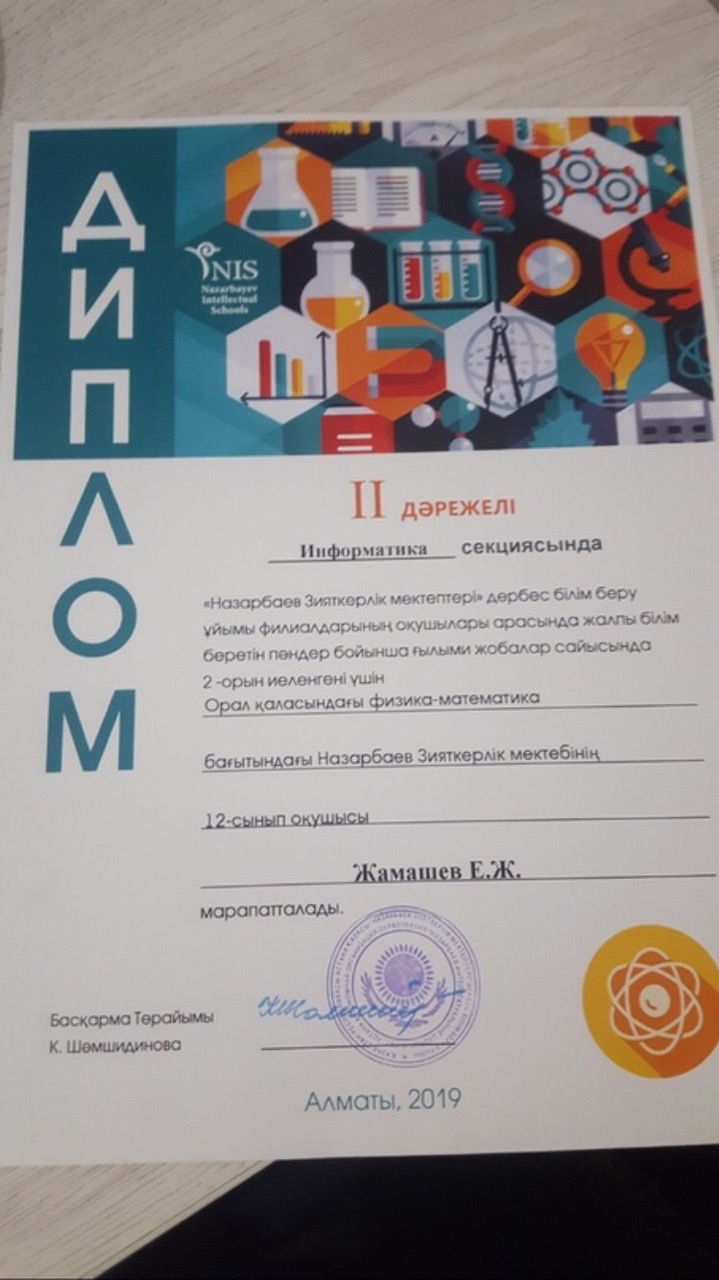 ДИПЛОМ
NIS
Nazarbayev
Intellectual
Schools
II ДӘРЕЖЕЛІ
Информатика секциясында
«Назарбаев Зияткерлік мектептері» дербес білім беру
ұйымы филиалдарының оқушылары арасында жалпы білім
беретін пәндер бойынша ғылыми жобалар сайысында
2 -орын иеленгені үшін
Орал қаласындағы физика-математика
бағытындағы Назарбаев Зияткерлік мектебінің
12-сынып оқушысы
Жамашев Е.Ж.
марапатталады.
Басқарма Төрайымы
К. Шәмшидинова
Алматы, 2019